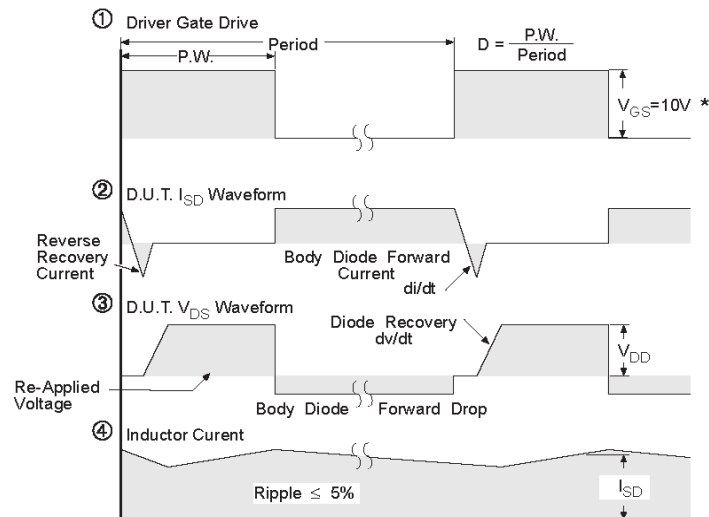 ① Driver Gate Drive
Period
P.W.
D = P.W. / Period
V_GS=10V *
② D.U.T. I_SD Waveform
Reverse
Recovery
Current
Body Diode Forward
Current
di/dt
③ D.U.T. V_DS Waveform
Diode Recovery
dv/dt
V_DD
Re-Applied
Voltage
Body Diode Forward Drop
④ Inductor Curent
Ripple ≤ 5%
I_SD